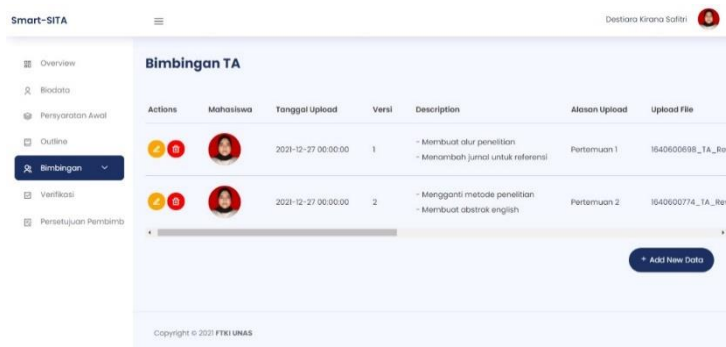 Smart-SITA
Destiara Kirana Safitri
Overview
Biodata
Persyaratan Awal
Outline
Bimbingan
Verifikasi
Persetujuan Pembimb
Bimbingan TA
Actions Mahasiswa Tanggal Upload Versi Description Alasan Upload Upload File
2021-12-27 00:00:00 1 - Membuat alur penelitian Pertemuan 1 1640600698_TA_Re
- Menambah jurnal untuk referensi
2021-12-27 00:00:00 2 - Mengganti metode penelitian Pertemuan 2 1640600774_TA_Rev
- Membuat abstrak english
+ Add New Data
Copyright © 2021 FTKI UNAS